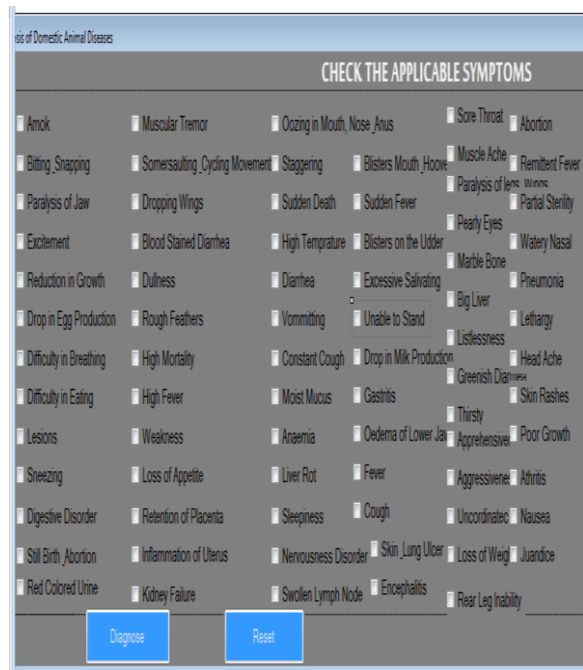 sis of Domestic Animal Diseases
CHECK THE APPLICABLE SYMPTOMS
Amok
Bitting_Snapping
Paralysis of Jaw
Excitement
Reduction in Growth
Drop in Egg Production
Difficulty in Breathing
Difficulty in Eating
Lesions
Sneezing
Digestive Disorder
Still Birth_Abortion
Red Colored Urine
Muscular Tremor
Somersaulting_Cycling Movement
Dropping Wings
Blood Stained Diarrhea
Dullness
Rough Feathers
High Mortality
High Fever
Weakness
Loss of Appetite
Retention of Placenta
Inflammation of Uterus
Kidney Failure
Oozing in Mouth, Nose_Anus
Staggering
Sudden Death
High Temprature
Diarrhea
Vommitting
Constant Cough
Moist Mucus
Anaemia
Liver Rot
Sleepiness
Nervousness Disorder
Swollen Lymph Node
Blisters Mouth_Hoove
Sudden Fever
Blisters on the Udder
Excessive Salivating
Unable to Stand
Drop in Milk Production
Gastritis
Oedema of Lower Jaw
Fever
Cough
Skin_Lung Ulcer
Encephalitis
Sore Throat
Muscle Ache
Paralysis of legs_Wings
Pearly Eyes
Marble Bone
Big Liver
Listlessness
Greenish Diarrhea
Thirsty
Apprehensiver
Aggressivenes
Uncordinatec
Loss of Weig
Rear Leg Inability
Abortion
Remittent Fever
Partial Sterility
Watery Nasal
Pneumonia
Lethargy
Head Ache
Skin Rashes
Poor Growth
Athritis
Nausea
Juandice
Diagnose
Reset